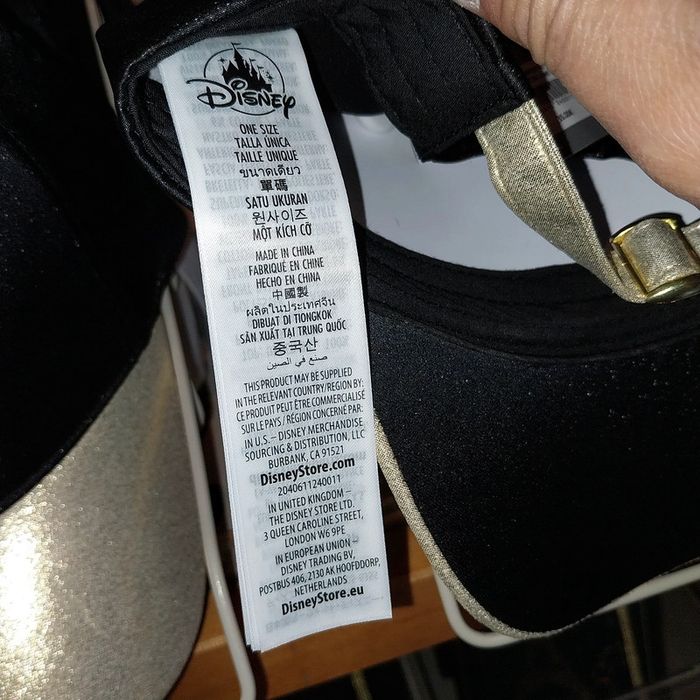 Disney
ONE SIZE
TALLA ÚNICA
TAILLE UNIQUE
ขนาดเดียว
單碼
SATU UKURAN
원사이즈
MỘT KÍCH CỠ
MADE IN CHINA
FABRIQUÉ EN CHINE
HECHO EN CHINA
中國製
ผลิตในประเทศจีน
DIBUAT DI TIONGKOK
SẢN XUẤT TẠI TRUNG QUỐC
중국산
صنع في الصين
THIS PRODUCT MAY BE SUPPLIED
IN THE RELEVANT COUNTRY/REGION BY:
CE PRODUIT PEUT ÊTRE COMMERCIALISÉ
SUR LE PAYS / RÉGION CONCERNÉ PAR:
IN U.S.– DISNEY MERCHANDISE
SOURCING & DISTRIBUTION, LLC
BURBANK, CA 91521
DisneyStore.com
2040611240011
IN UNITED KINGDOM –
THE DISNEY STORE LTD.
3 QUEEN CAROLINE STREET,
LONDON W6 9PE
IN EUROPEAN UNION –
DISNEY TRADING BV,
POSTBUS 406, 2130 AK HOOFDDORP,
NETHERLANDS
DisneyStore.eu